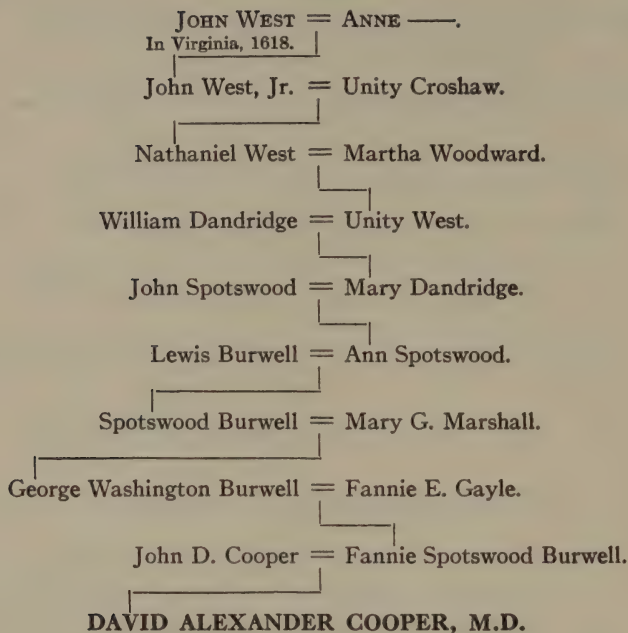 JOHN WEST = ANNE ——.
In Virginia, 1618.
John West, Jr. = Unity Croshaw.
Nathaniel West = Martha Woodward.
William Dandridge = Unity West.
John Spotswood = Mary Dandridge.
Lewis Burwell = Ann Spotswood.
Spotswood Burwell = Mary G. Marshall.
George Washington Burwell = Fannie E. Gayle.
John D. Cooper = Fannie Spotswood Burwell.
DAVID ALEXANDER COOPER, M.D.